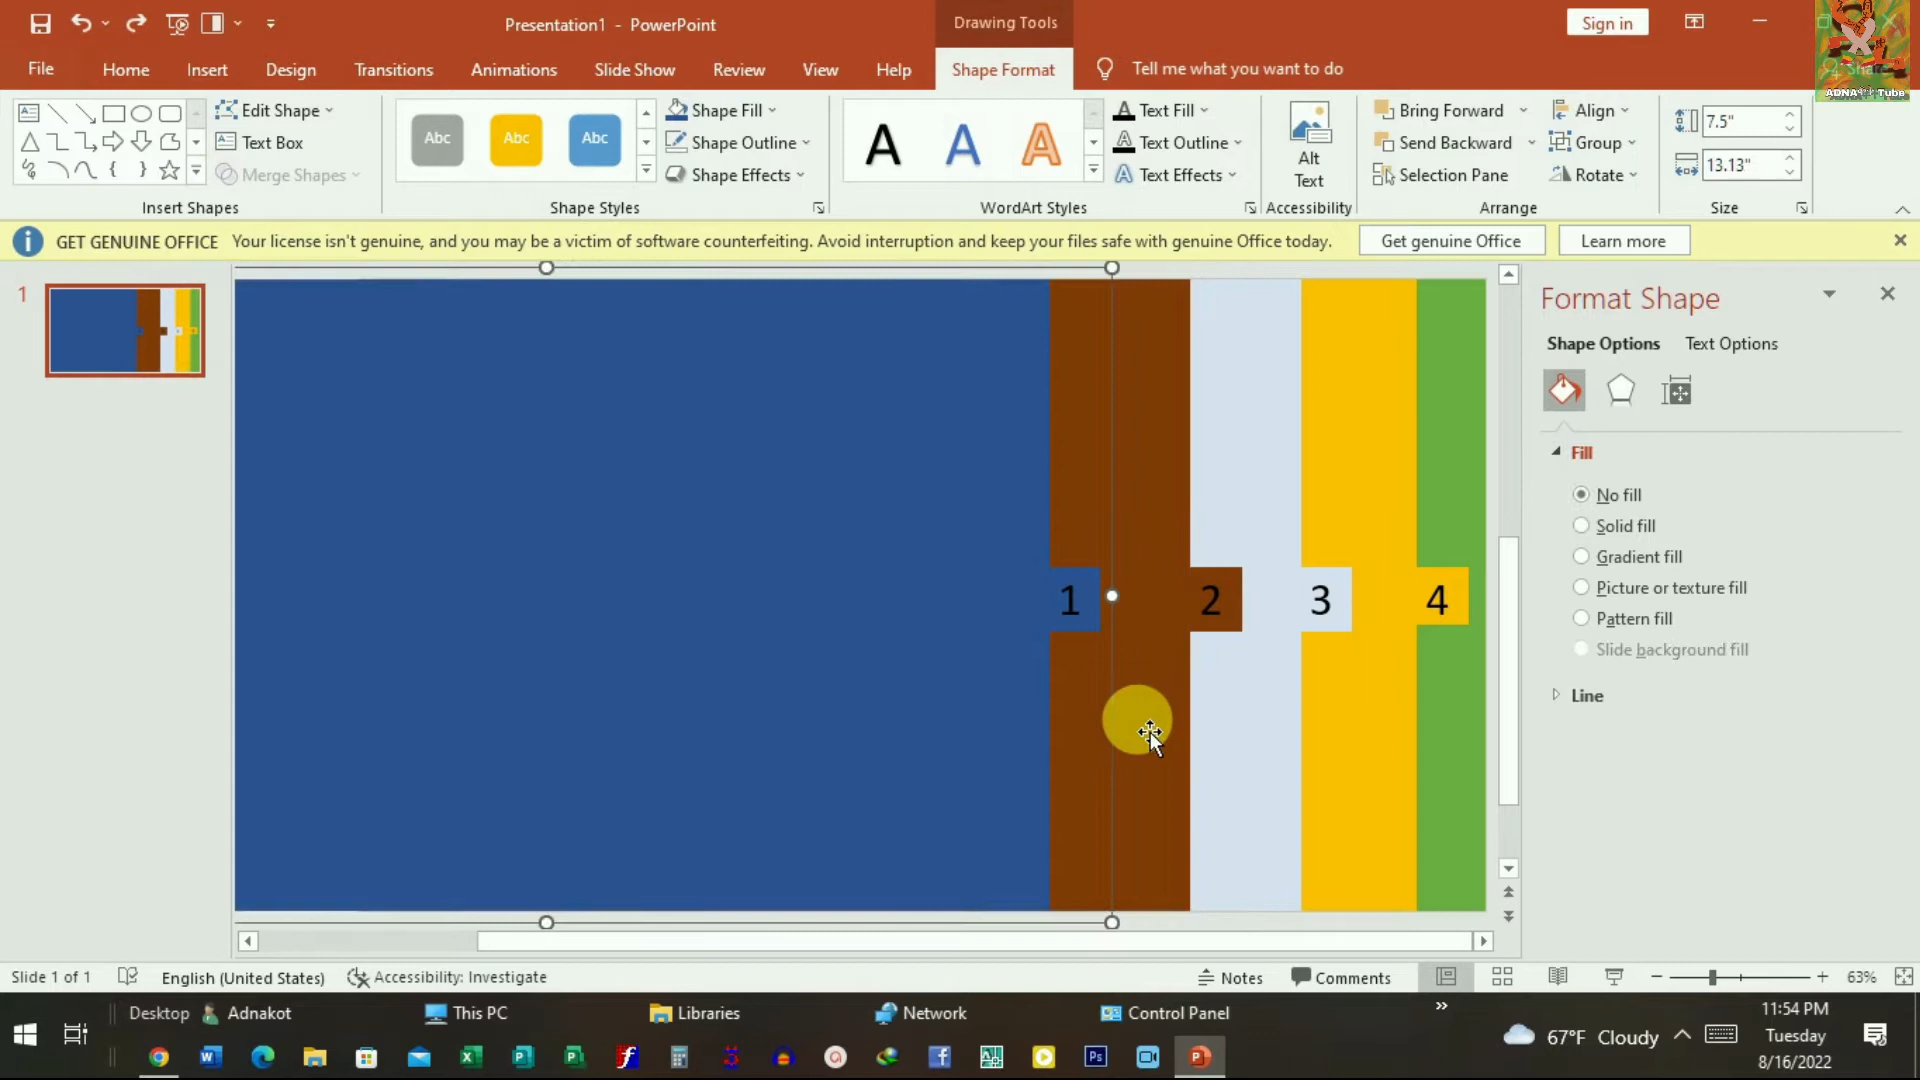 Presentation1 - PowerPoint
Drawing Tools
Sign in
File
Home
Insert
Design
Transitions
Animations
Slide Show
Review
View
Help
Shape Format
Tell me what you want to do
ADNA Tube
Edit Shape
Text Box
Merge Shapes
Insert Shapes
Abc
Abc
Abc
Shape Fill
Shape Outline
Shape Effects
Shape Styles
A
A
A
Text Fill
Text Outline
Text Effects
WordArt Styles
Alt
Text
Accessibility
Bring Forward
Send Backward
Selection Pane
Align
Group
Rotate
Arrange
7.5"
13.13"
Size
GET GENUINE OFFICE Your license isn't genuine, and you may be a victim of software counterfeiting. Avoid interruption and keep your files safe with genuine Office today.
Get genuine Office
Learn more
1
1
2
3
4
Format Shape
Shape Options
Text Options
Fill
No fill
Solid fill
Gradient fill
Picture or texture fill
Pattern fill
Slide background fill
Line
Slide 1 of 1
English (United States)
Accessibility: Investigate
Notes
Comments
63%
Desktop
Adnakot
This PC
Libraries
Network
Control Panel
67°F Cloudy
11:54 PM
Tuesday
8/16/2022